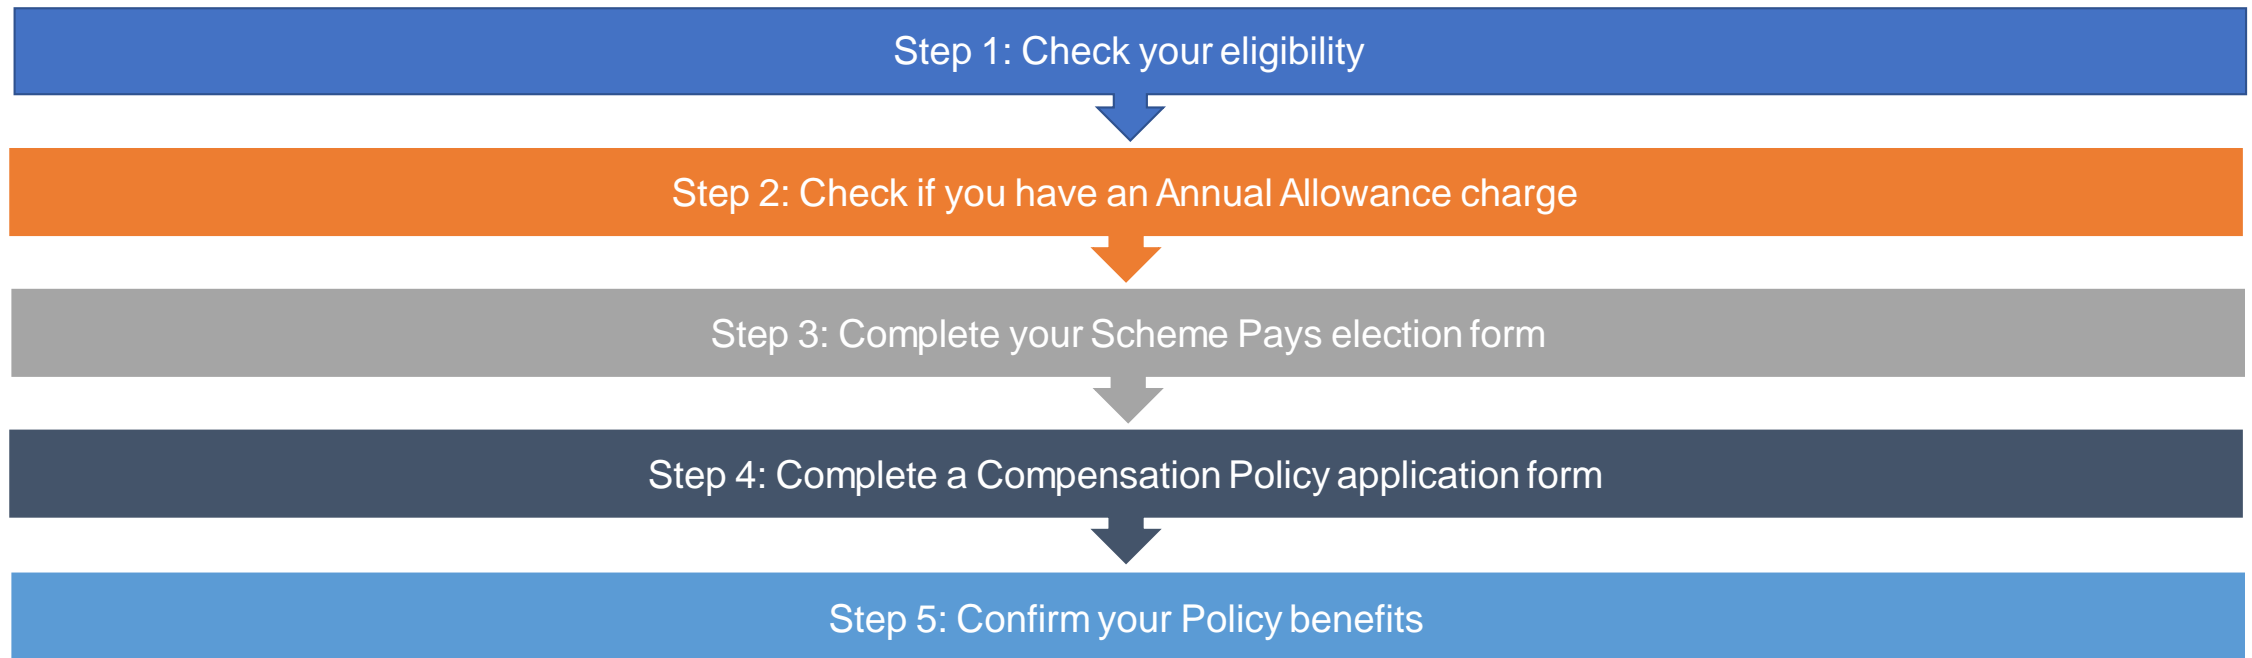 Step 1: Check your eligibility
Step 2: Check if you have an Annual Allowance charge
Step 3: Complete your Scheme Pays election form
Step 4: Complete a Compensation Policy application form
Step 5: Confirm your Policy benefits